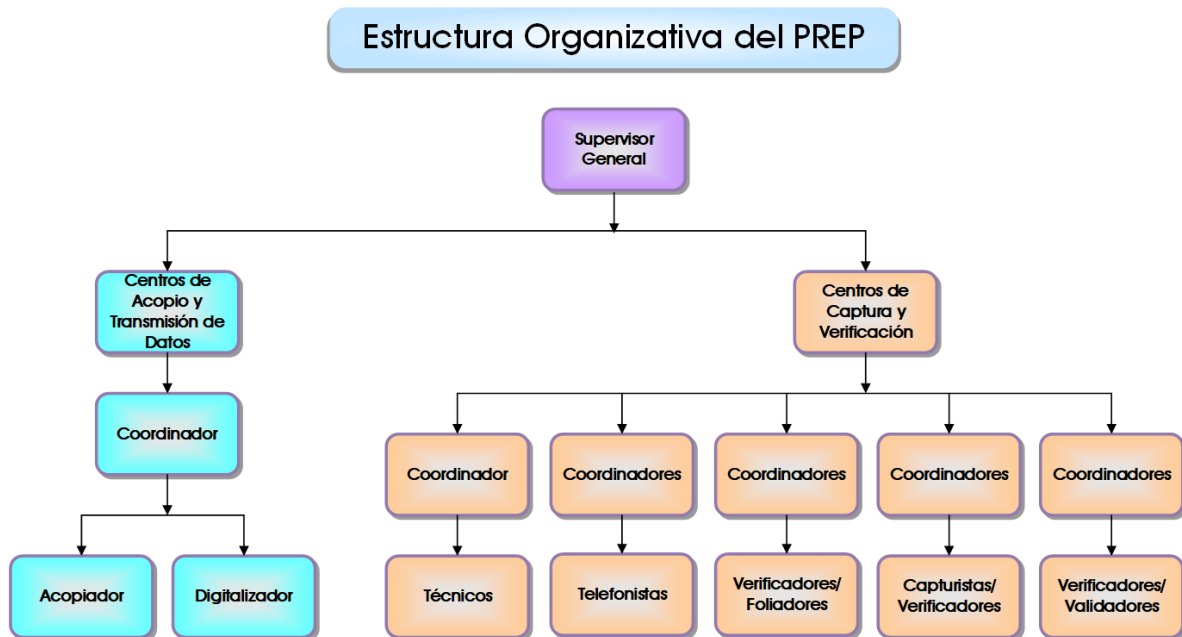 Estructura Organizativa del PREP
Supervisor
General
Centros de
Acopio y
Transmisión de
Datos
Centros de
Captura y
Verificación
Coordinador
Coordinador
Coordinadores
Coordinadores
Coordinadores
Coordinadores
Acopiador
Digitalizador
Técnicos
Telefonistas
Verificadores/
Foliadores
Capturistas/
Verificadores
Verificadores/
Validadores